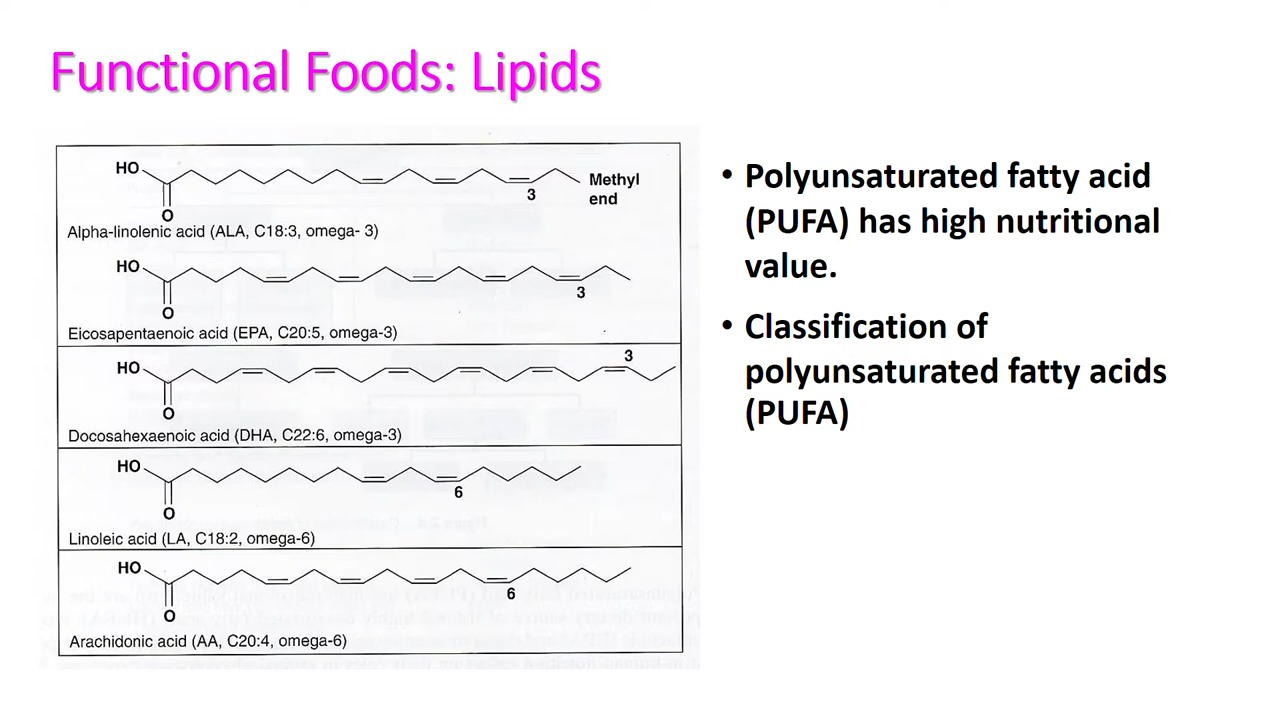 Functional Foods: Lipids
HO
O
3
Methyl
end
Alpha-linolenic acid (ALA, C18:3, omega- 3)
HO
O
3
Eicosapentaenoic acid (EPA, C20:5, omega-3)
HO
O
3
Docosahexaenoic acid (DHA, C22:6, omega-3)
HO
O
6
Linoleic acid (LA, C18:2, omega-6)
HO
O
6
Arachidonic acid (AA, C20:4, omega-6)
• Polyunsaturated fatty acid
(PUFA) has high nutritional
value.
• Classification of
polyunsaturated fatty acids
(PUFA)